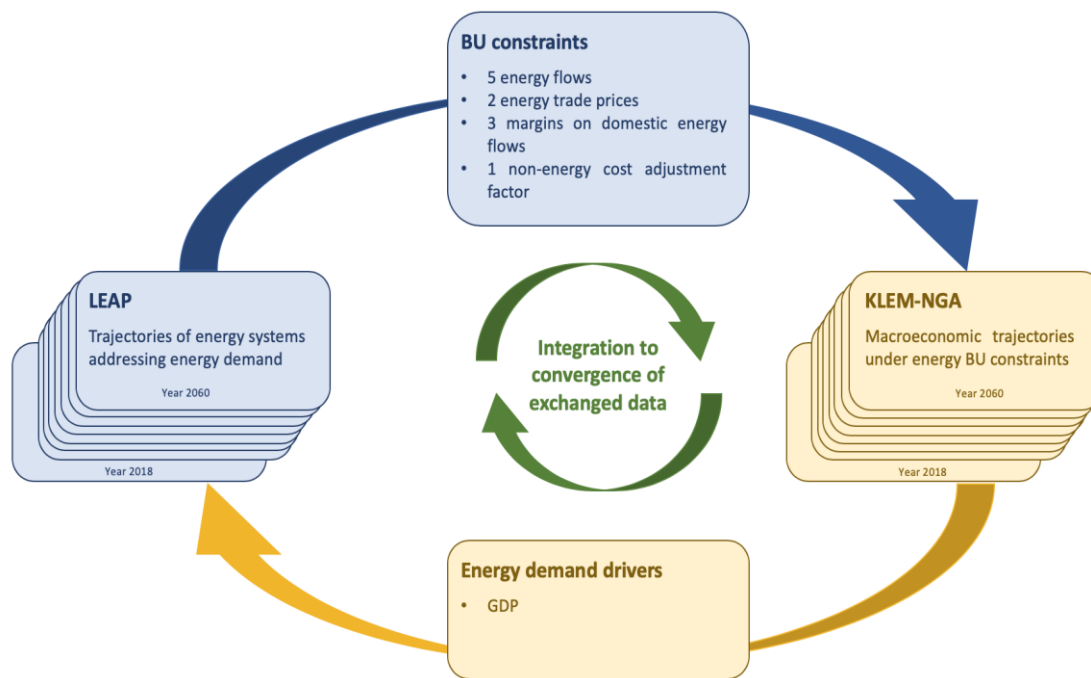 BU constraints
• 5 energy flows
• 2 energy trade prices
• 3 margins on domestic energy
flows
• 1 non-energy cost adjustment
factor
LEAP
Trajectories of energy systems
addressing energy demand
Year 2060
Year 2018
Integration to
convergence of
exchanged data
KLEM-NGA
Macroeconomic trajectories
under energy BU constraints
Year 2060
Year 2018
Energy demand drivers
• GDP